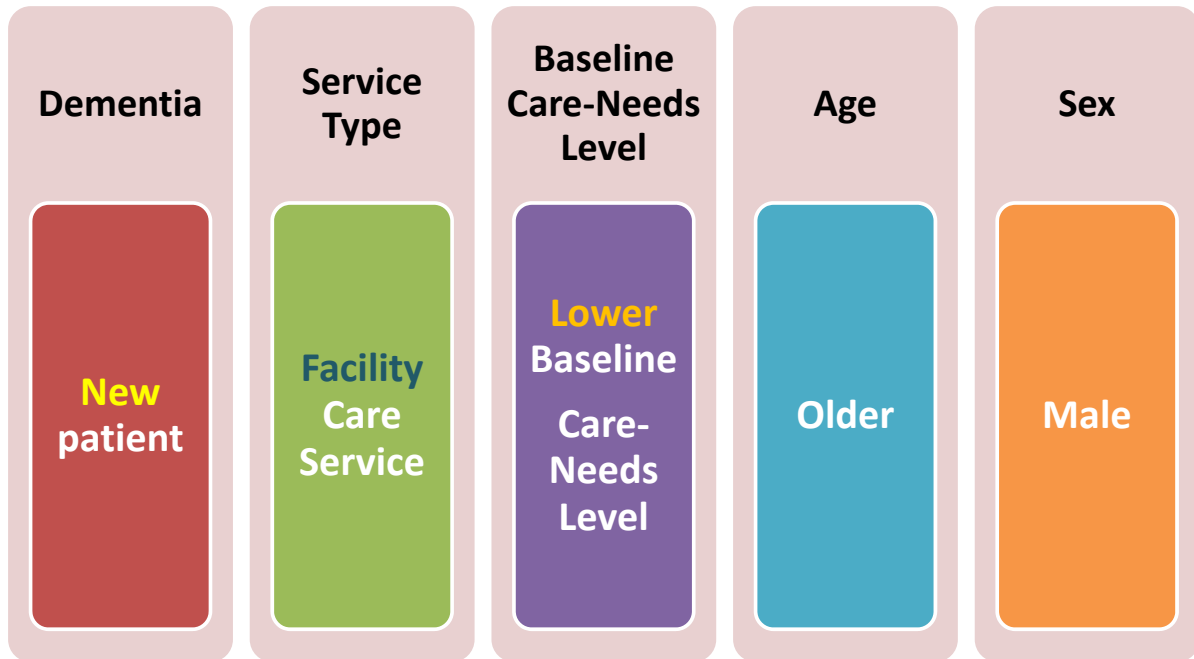 Dementia
New
patient
Service
Type
Facility
Care
Service
Baseline
Care-Needs
Level
Lower
Baseline
Care-
Needs
Level
Age
Older
Sex
Male